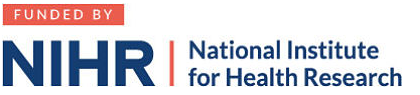 FUNDED BY
NIHR | National Institute
for Health Research